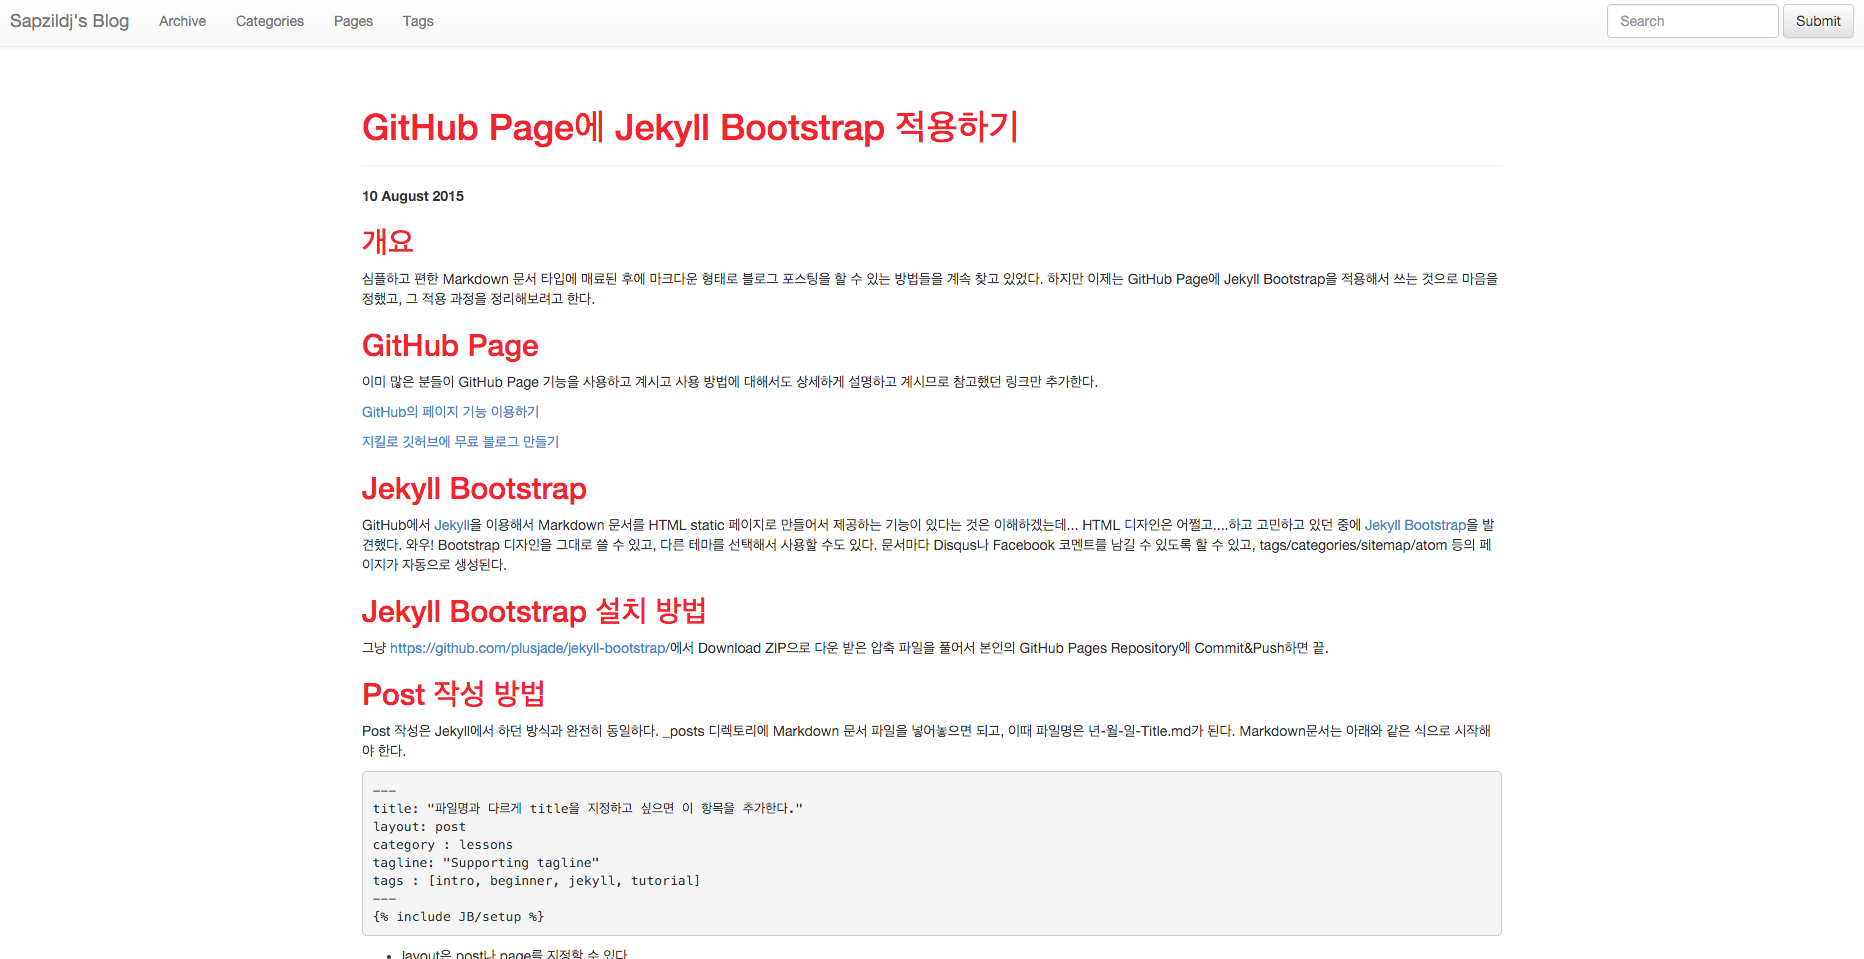 Sapzildj's Blog Archive Categories Pages Tags Search Submit
GitHub Page에 Jekyll Bootstrap 적용하기
10 August 2015
개요
심플하고 편한 Markdown 문서 타입에 매료된 후에 마크다운 형태로 블로그 포스팅을 할 수 있는 방법들을 계속 찾고 있었다. 하지만 이제는 GitHub Page에 Jekyll Bootstrap을 적용해서 쓰는 것으로 마음을
정했고, 그 적용 과정을 정리해보려고 한다.
GitHub Page
이미 많은 분들이 GitHub Page 기능을 사용하고 계시고 사용 방법에 대해서도 상세하게 설명하고 계시므로 참고했던 링크만 추가한다.
GitHub의 페이지 기능 이용하기
지킬로 깃허브에 무료 블로그 만들기
Jekyll Bootstrap
GitHub에서 Jekyll을 이용해서 Markdown 문서를 HTML static 페이지로 만들어서 제공하는 기능이 있다는 것은 이해하겠는데... HTML 디자인은 어쩔고....하고 고민하고 있던 중에 Jekyll Bootstrap을 발
견했다. 와우! Bootstrap 디자인을 그대로 쓸 수 있고, 다른 테마를 선택해서 사용할 수도 있다. 문서마다 Disqus나 Facebook 코멘트를 남길 수 있도록 할 수 있고, tags/categories/sitemap/atom 등의 페
이지가 자동으로 생성된다.
Jekyll Bootstrap 설치 방법
그냥 https://github.com/plusjade/jekyll-bootstrap/에서 Download ZIP으로 다운 받은 압축 파일을 풀어서 본인의 GitHub Pages Repository에 Commit&Push하면 끝.
Post 작성 방법
Post 작성은 Jekyll에서 하던 방식과 완전히 동일하다. _posts 디렉토리에 Markdown 문서 파일을 넣어놓으면 되고, 이때 파일명은 년-월-일-Title.md가 된다. Markdown문서는 아래와 같은 식으로 시작해
야 한다.
---
title: "파일명과 다르게 title을 지정하고 싶으면 이 항목을 추가한다."
layout: post
category : lessons
tagline: "Supporting tagline"
tags : [intro, beginner, jekyll, tutorial]
---
{% include JB/setup %}
• layout은 post나 page를 지정할 수 있다